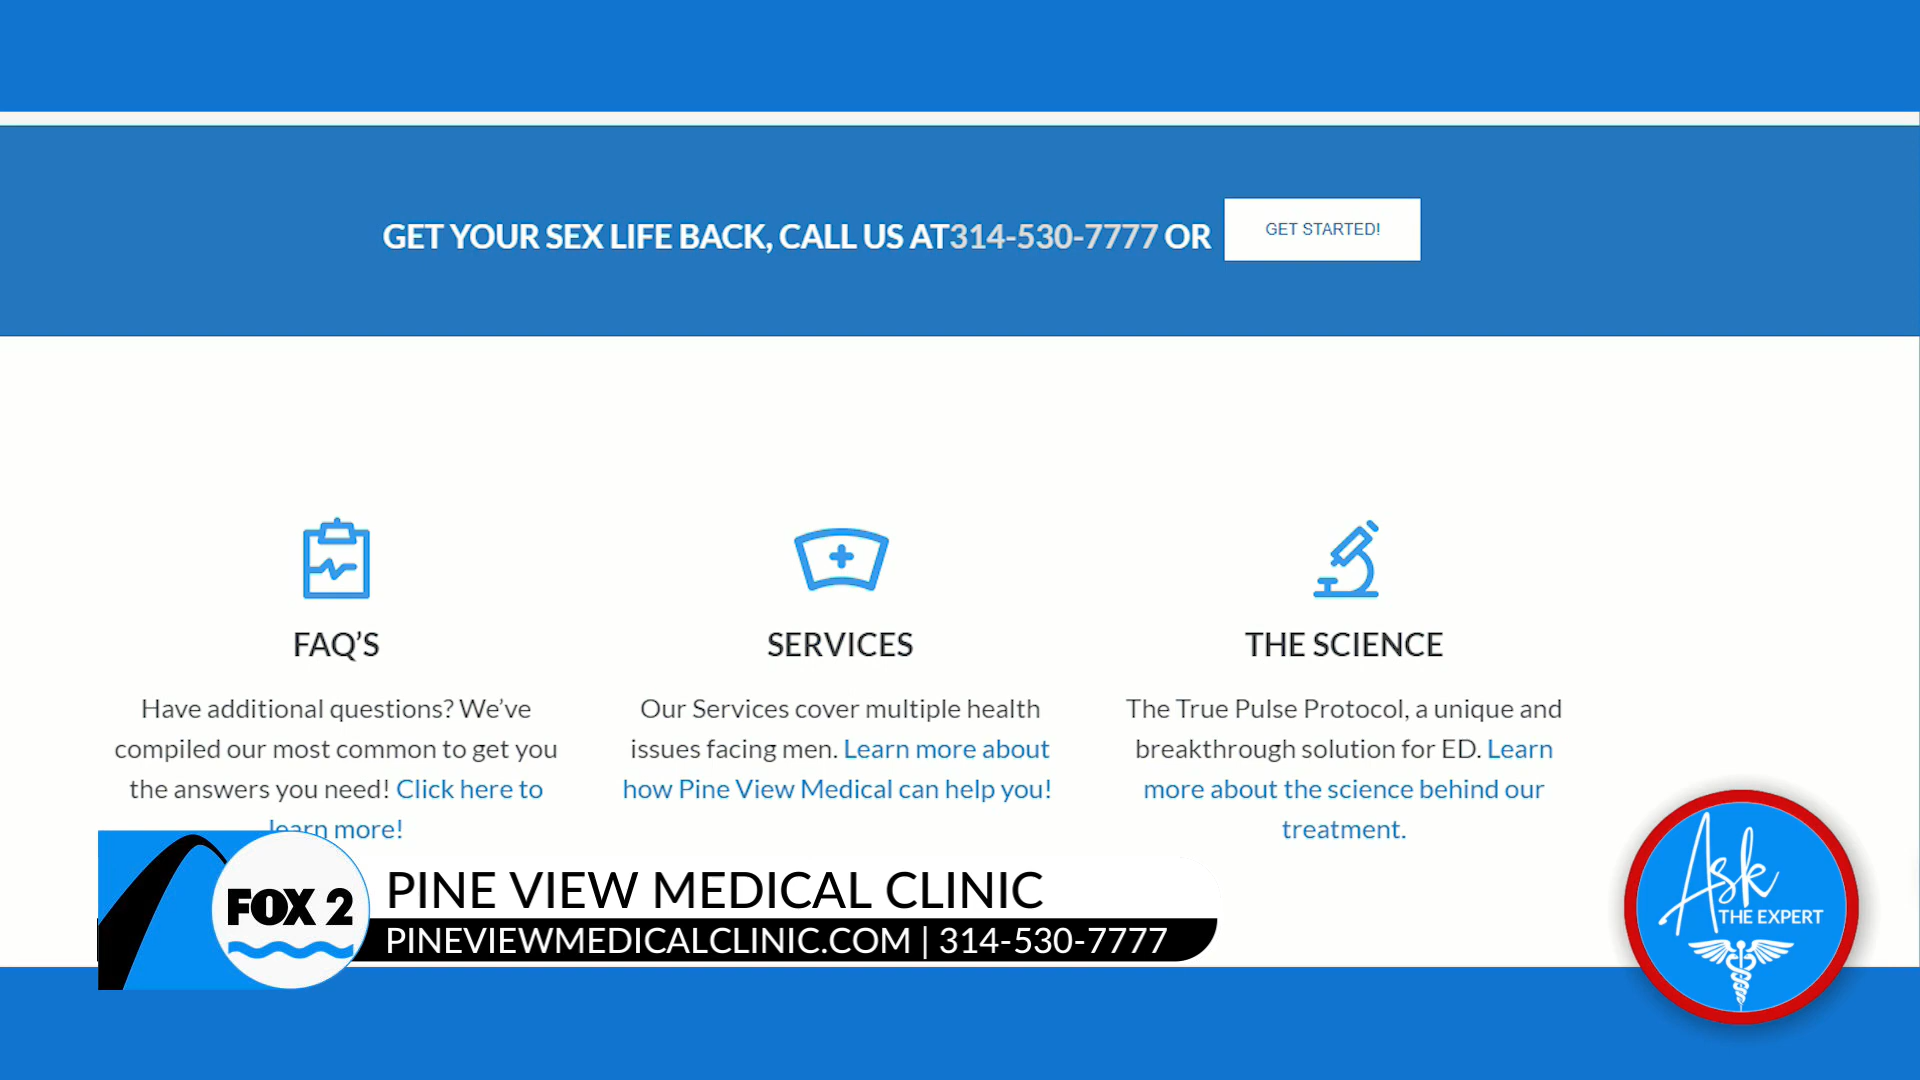 GET YOUR SEX LIFE BACK, CALL US AT314-530-7777 OR
GET STARTED!
FAQ’S
Have additional questions? We’ve
compiled our most common to get you
the answers you need! Click here to
learn more!
SERVICES
Our Services cover multiple health
issues facing men. Learn more about
how Pine View Medical can help you!
THE SCIENCE
The True Pulse Protocol, a unique and
breakthrough solution for ED. Learn
more about the science behind our
treatment.
FOX 2
PINE VIEW MEDICAL CLINIC
PINEVIEWMEDICALCLINIC.COM | 314-530-7777
Ask
THE EXPERT